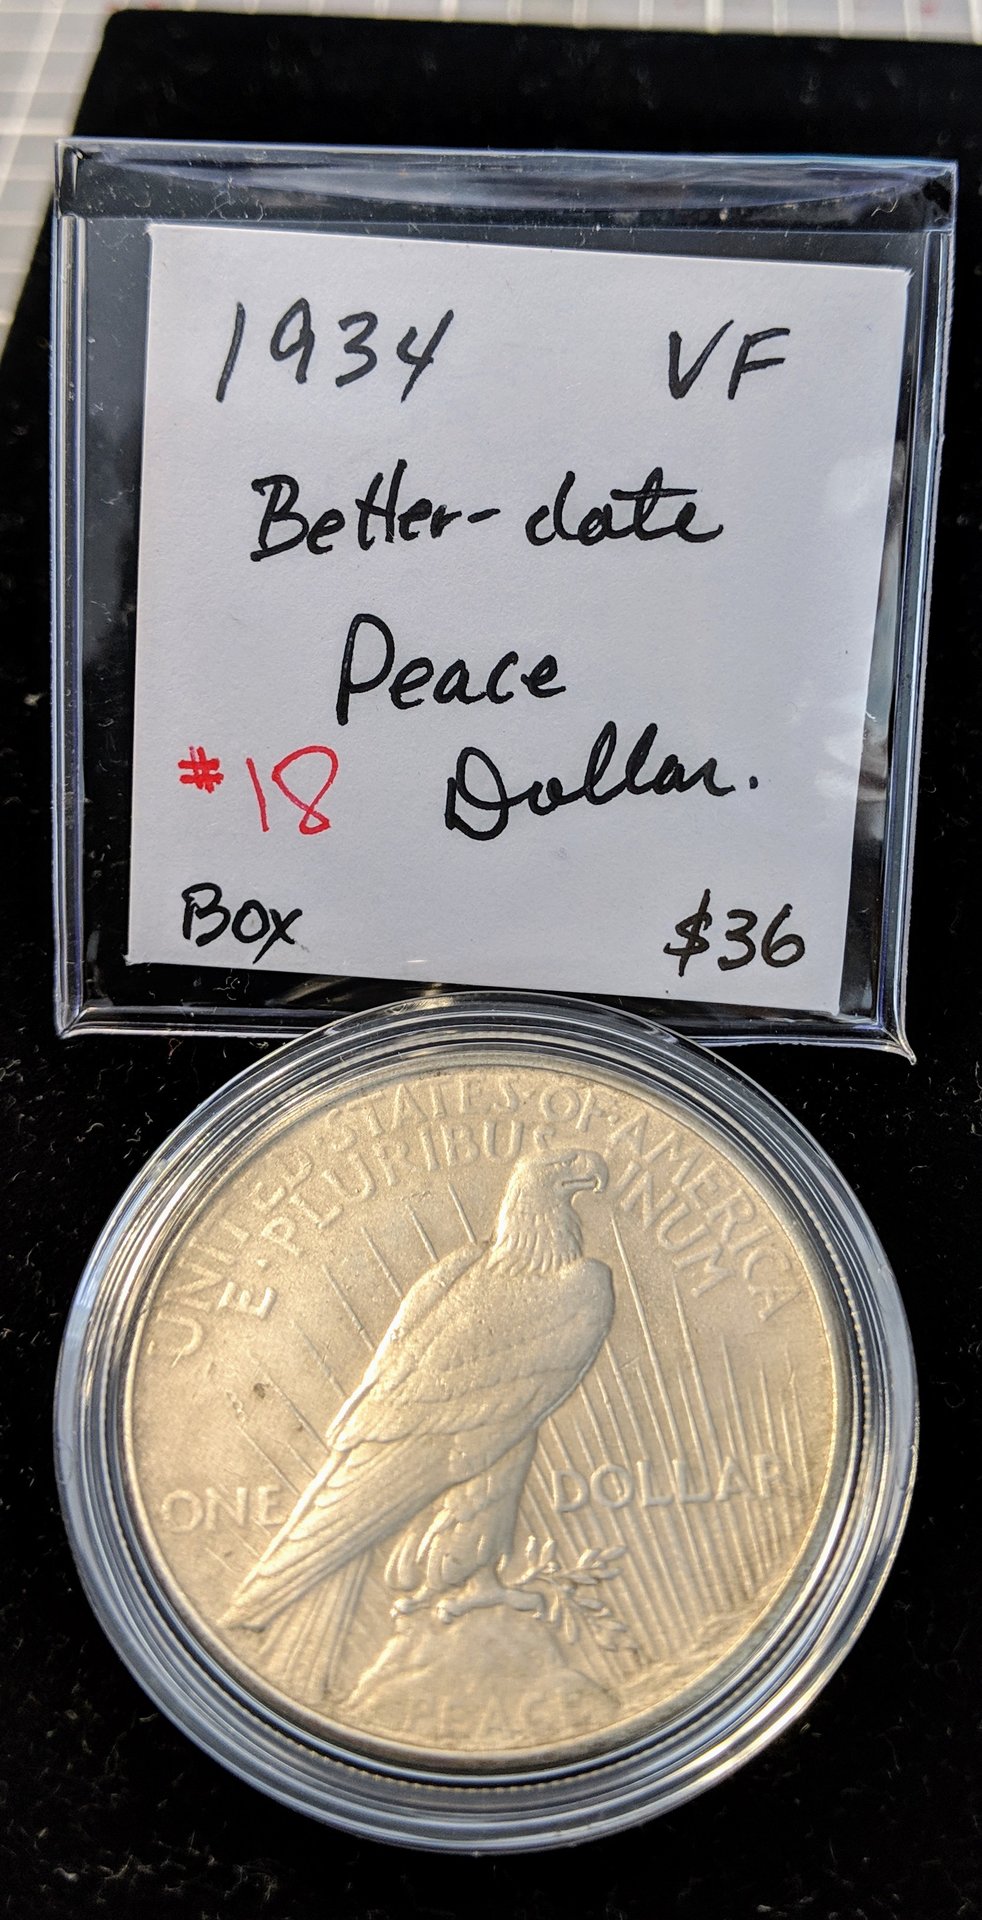 1934 VF
Better-date
Peace
#18 Dollar.
Box $36
UNITED·STATES·OF·AMERICA
E·PLURIBUS UNUM
ONE DOLLAR
PEACE